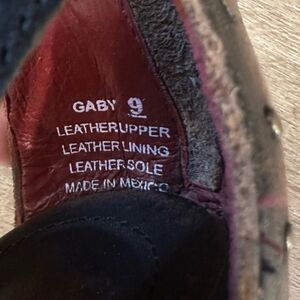 GABY 9
LEATHER UPPER
LEATHER LINING
LEATHER SOLE
MADE IN MEXICO